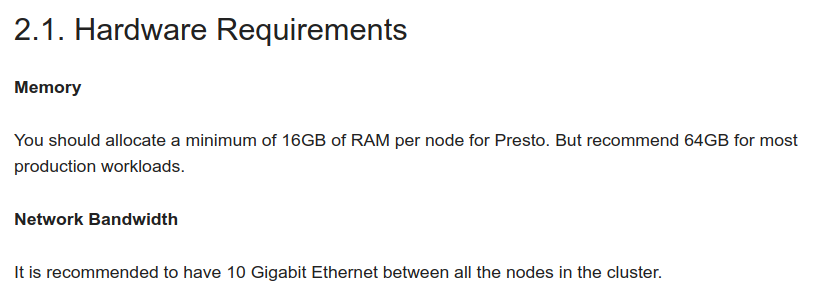 2.1. Hardware Requirements
Memory
You should allocate a minimum of 16GB of RAM per node for Presto. But recommend 64GB for most
production workloads.
Network Bandwidth
It is recommended to have 10 Gigabit Ethernet between all the nodes in the cluster.